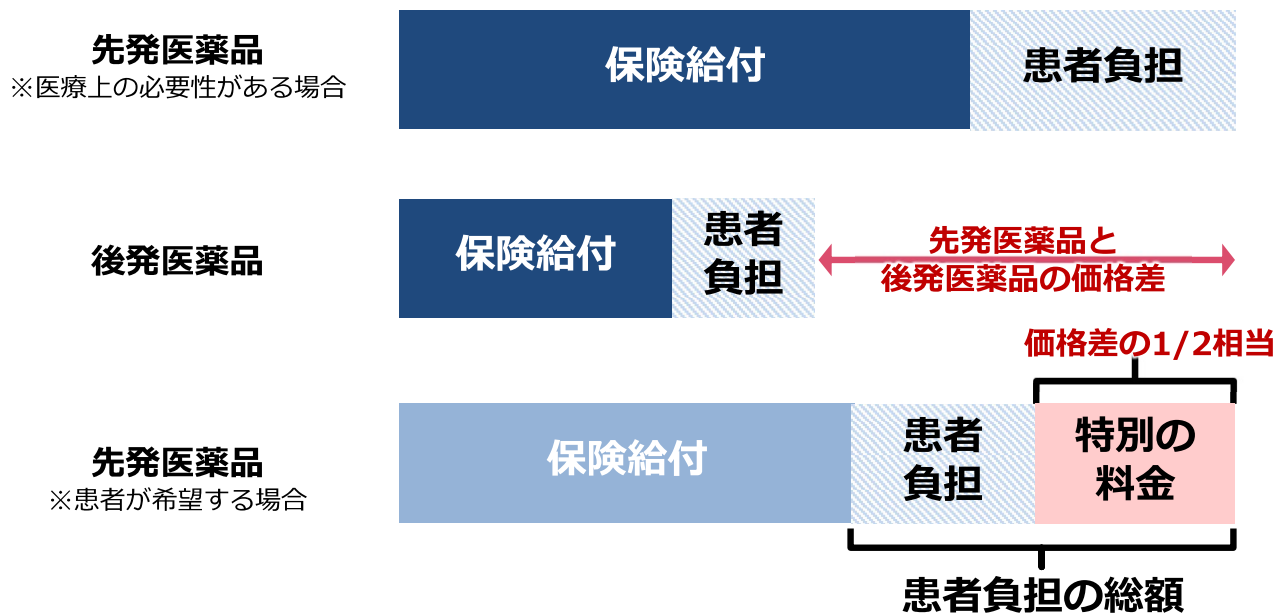 先発医薬品
※医療上の必要性がある場合
保険給付
患者負担
後発医薬品
保険給付
患者
負担
先発医薬品と
後発医薬品の価格差
価格差の1/2相当
先発医薬品
※患者が希望する場合
保険給付
患者
負担
特別の
料金
患者負担の総額